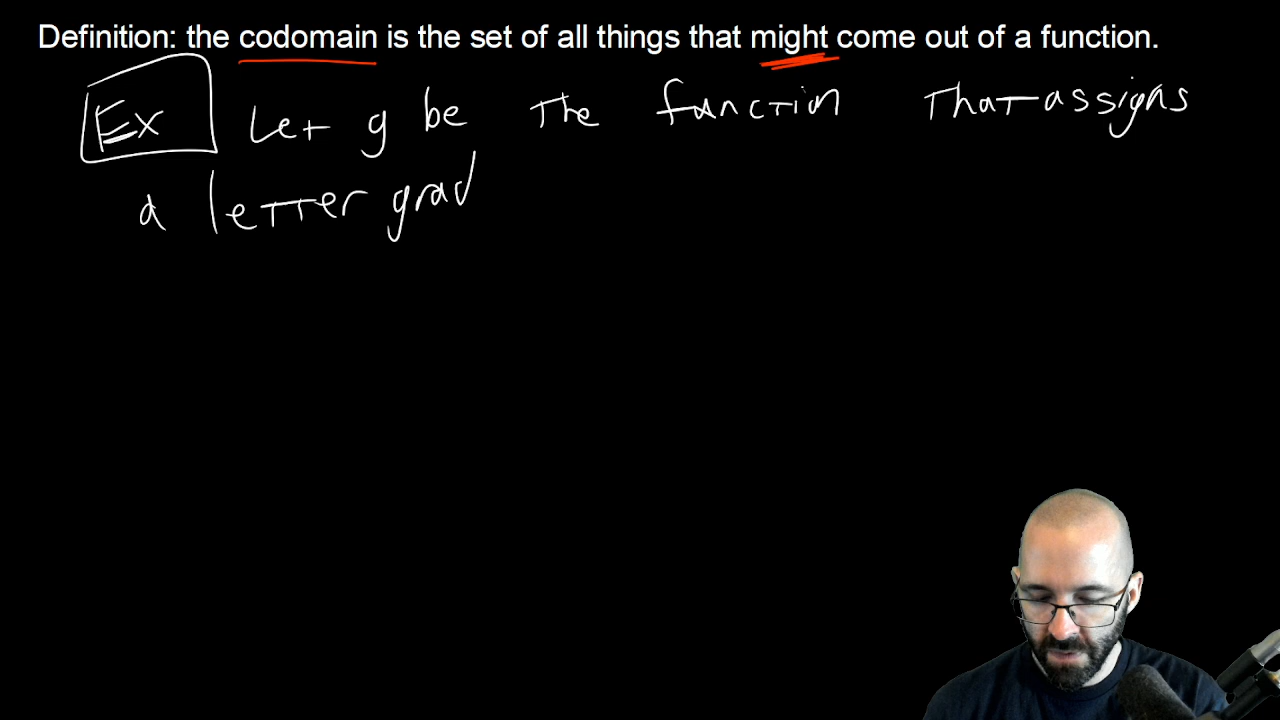 Definition: the codomain is the set of all things that might come out of a function.
Ex Let g be the function that assigns
a letter grad